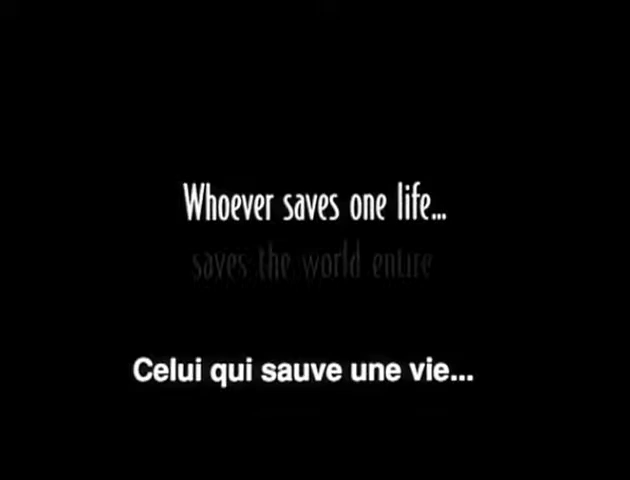 Whoever saves one life...
saves the world entire
Celui qui sauve une vie...